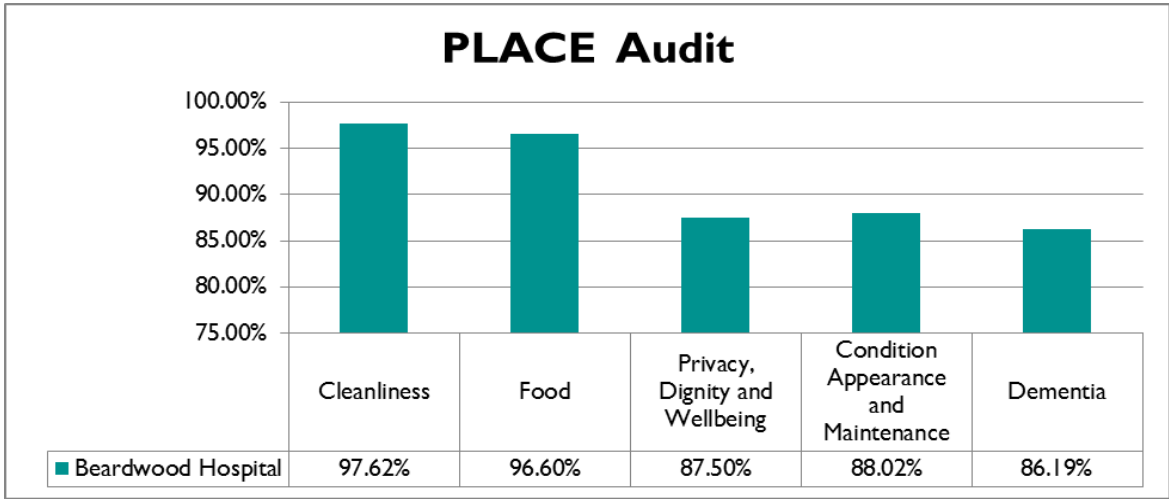 PLACE Audit
100.00%
95.00%
90.00%
85.00%
80.00%
75.00%
Cleanliness
Food
Privacy,
Dignity and
Wellbeing
Condition
Appearance
and
Maintenance
Dementia
Beardwood Hospital 97.62% 96.60% 87.50% 88.02% 86.19%